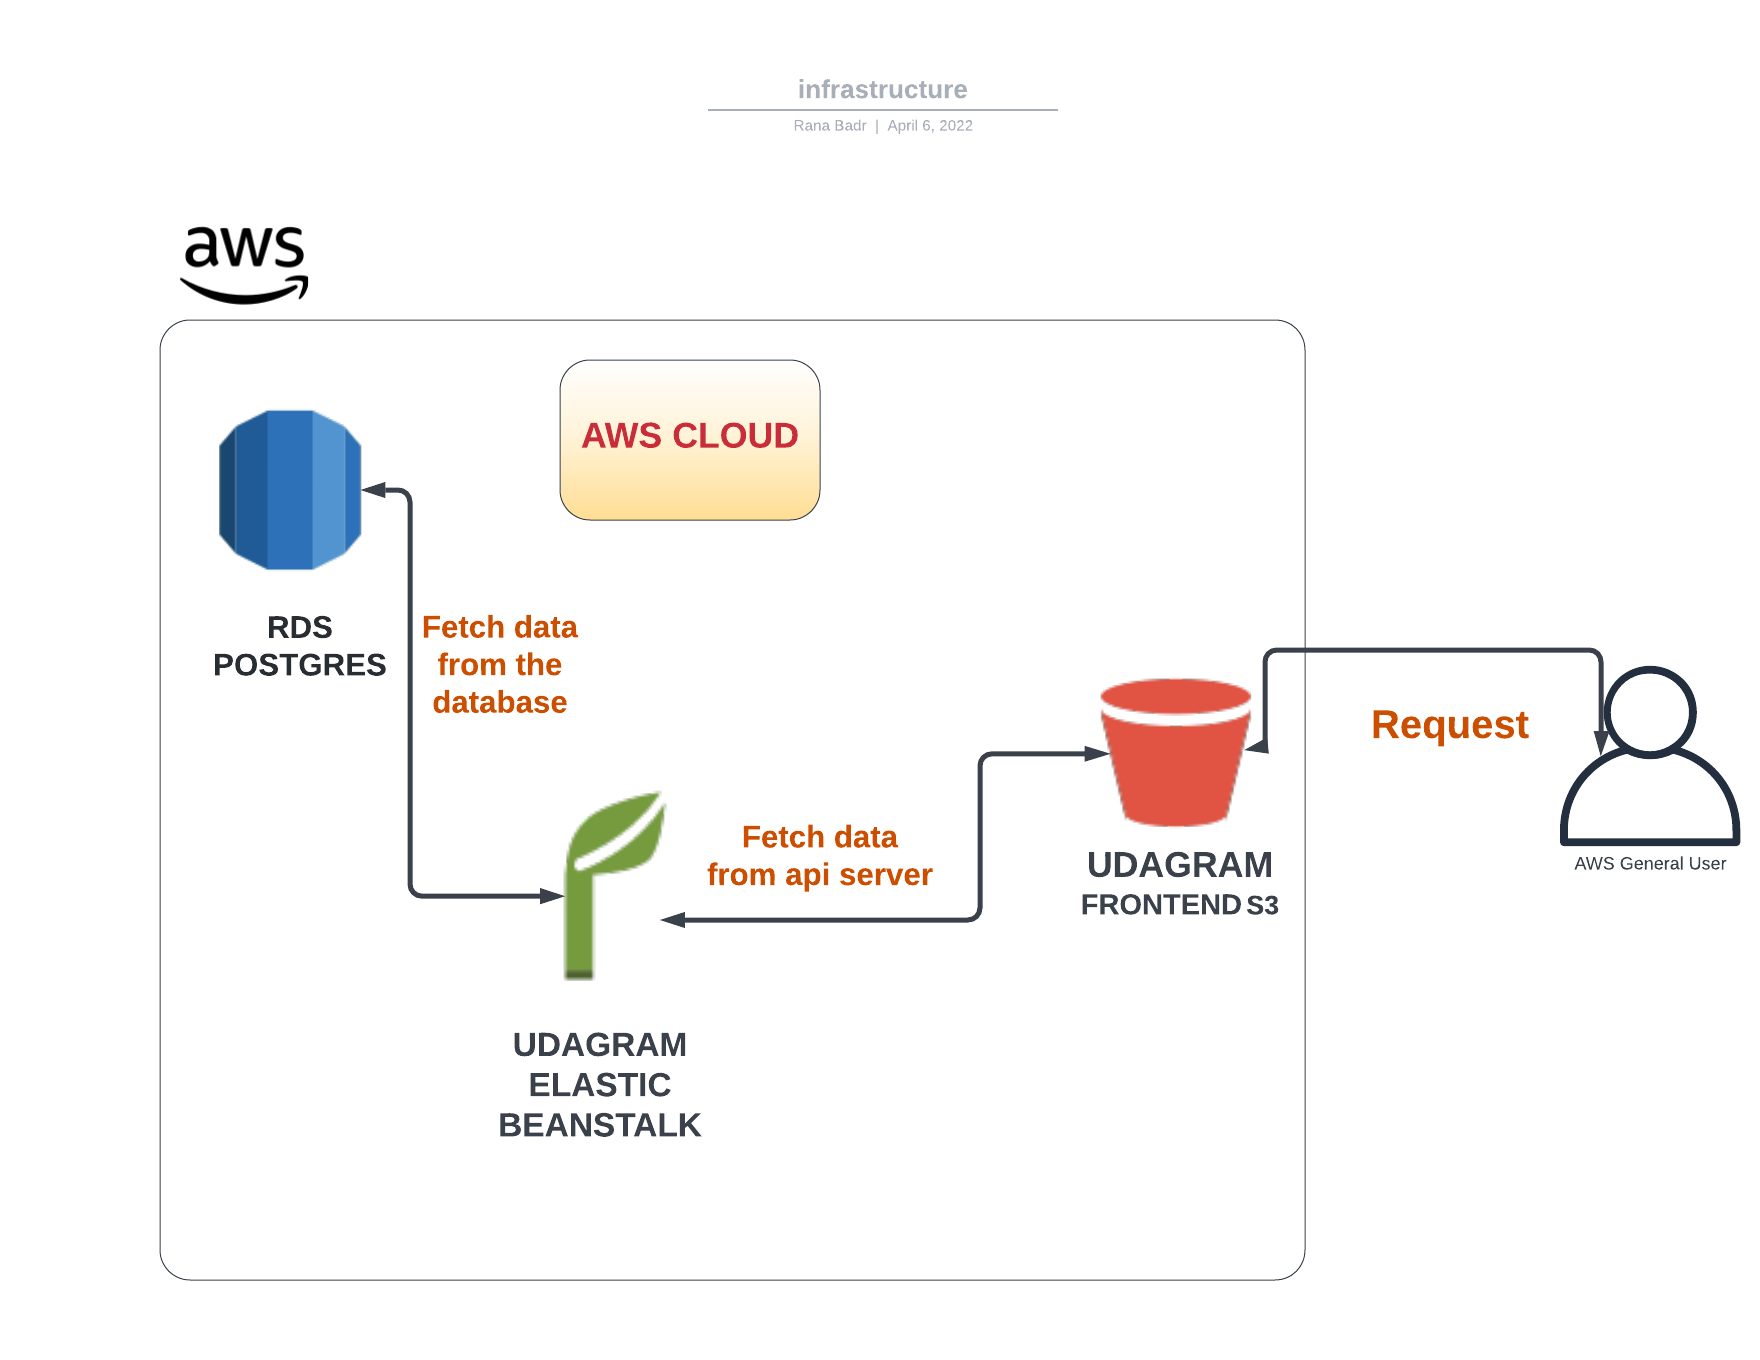 infrastructure
Rana Badr | April 6, 2022
aws
AWS CLOUD
RDS
POSTGRES
Fetch data
from the
database
Request
Fetch data
from api server
UDAGRAM
FRONTEND S3
AWS General User
UDAGRAM
ELASTIC
BEANSTALK